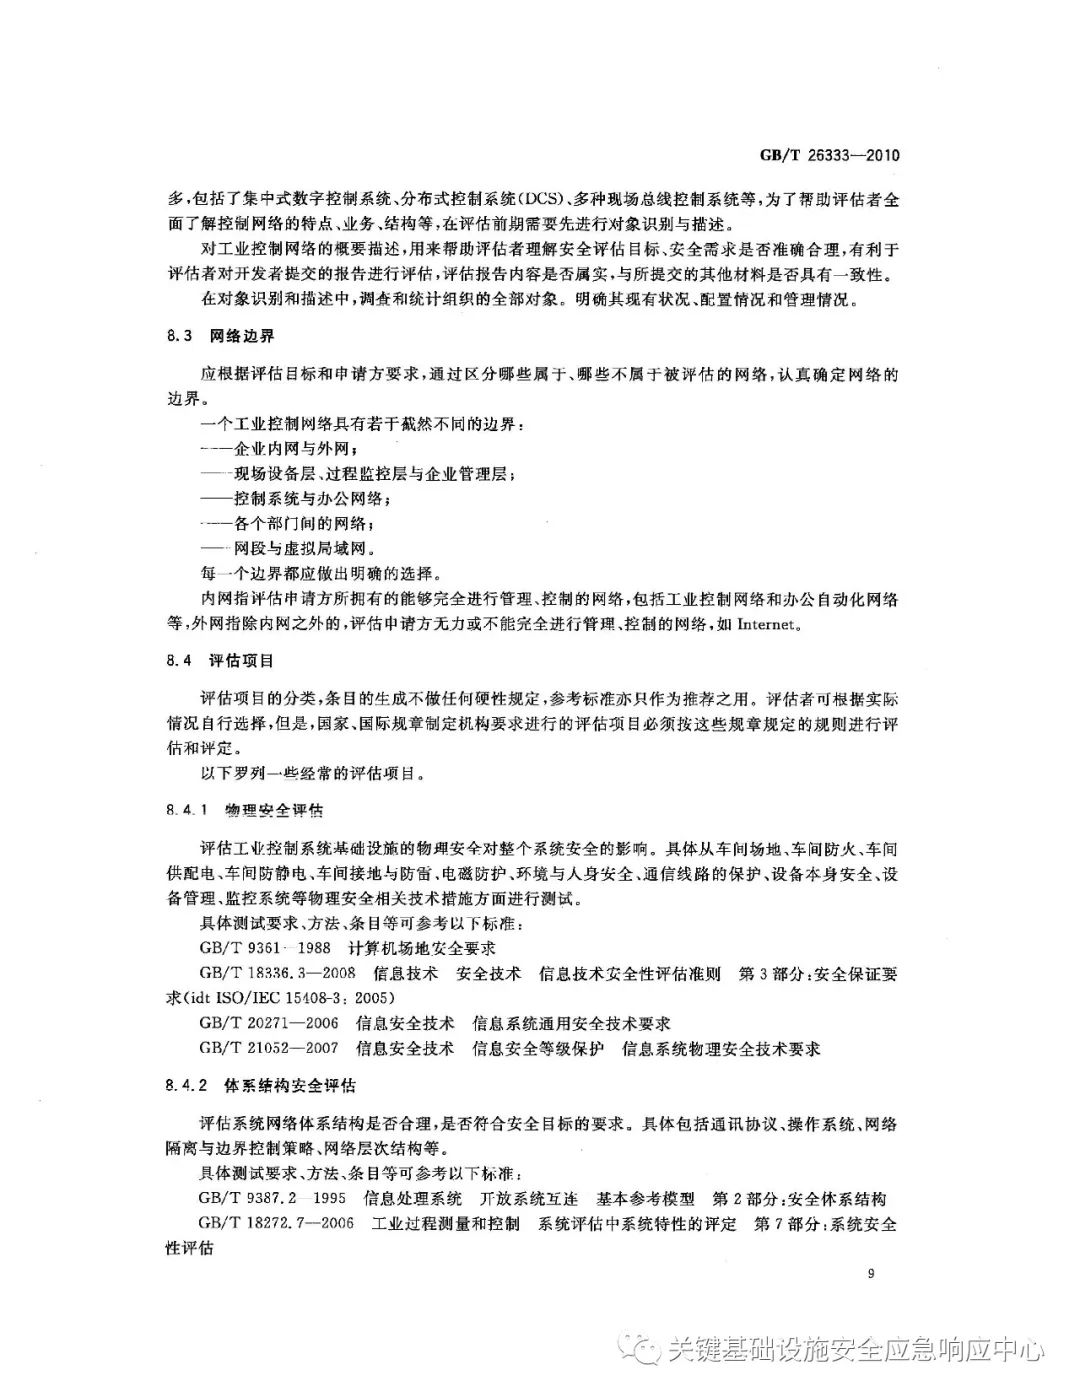 GB/T 26333—2010
多,包括了集中式数字控制系统、分布式控制系统(DCS)、多种现场总线控制系统等,为了帮助评估者全
面了解控制网络的特点、业务、结构等,在评估前期需要先进行对象识别与描述。
对工业控制网络的概要描述,用来帮助评估者理解安全评估目标、安全需求是否准确合理,有利于
评估者对开发者提交的报告进行评估,评估报告内容是否属实,与所提交的其他材料是否具有一致性。
在对象识别和描述中,调查和统计组织的全部对象。明确其现有状况、配置情况和管理情况。
8.3 网络边界
应根据评估目标和申请方要求,通过区分哪些属于、哪些不属于被评估的网络,认真确定网络的
边界。
一个工业控制网络具有若干截然不同的边界:
——企业内网与外网;
——现场设备层、过程监控层与企业管理层;
——控制系统与办公网络;
——各个部门间的网络;
——网段与虚拟局域网。
每一个边界都应做出明确的选择。
内网指评估申请方所拥有的能够完全进行管理、控制的网络,包括工业控制网络和办公自动化网络
等,外网指除内网之外的,评估申请方无力或不能完全进行管理、控制的网络,如 Internet。
8.4 评估项目
评估项目的分类,条目的生成不做任何硬性规定,参考标准亦只作为推荐之用。评估者可根据实际
情况自行选择,但是,国家、国际规章制定机构要求进行的评估项目必须按这些规章规定的规则进行评
估和评定。
以下罗列一些经常的评估项目。
8.4.1 物理安全评估
评估工业控制系统基础设施的物理安全对整个系统安全的影响。具体从车间场地、车间防火、车间
供配电、车间防静电、车间接地与防雷、电磁防护、环境与人身安全、通信线路的保护、设备本身安全、设
备管理、监控系统等物理安全相关技术措施方面进行测试。
具体测试要求、方法、条目等可参考以下标准:
GB/T 9361—1988 计算机场地安全要求
GB/T 18336.3—2008 信息技术 安全技术 信息技术安全性评估准则 第 3 部分:安全保证要
求(idt ISO/IEC 15408-3: 2005)
GB/T 20271—2006 信息安全技术 信息系统通用安全技术要求
GB/T 21052—2007 信息安全技术 信息安全等级保护 信息系统物理安全技术要求
8.4.2 体系结构安全评估
评估系统网络体系结构是否合理,是否符合安全目标的要求。具体包括通讯协议、操作系统、网络
隔离与边界控制策略、网络层次结构等。
具体测试要求、方法、条目等可参考以下标准:
GB/T 9387.2—1995 信息处理系统 开放系统互连 基本参考模型 第 2 部分:安全体系结构
GB/T 18272.7—2006 工业过程测量和控制 系统评估中系统特性的评定 第 7 部分:系统安全
性评估
9
关键基础设施安全应急响应中心